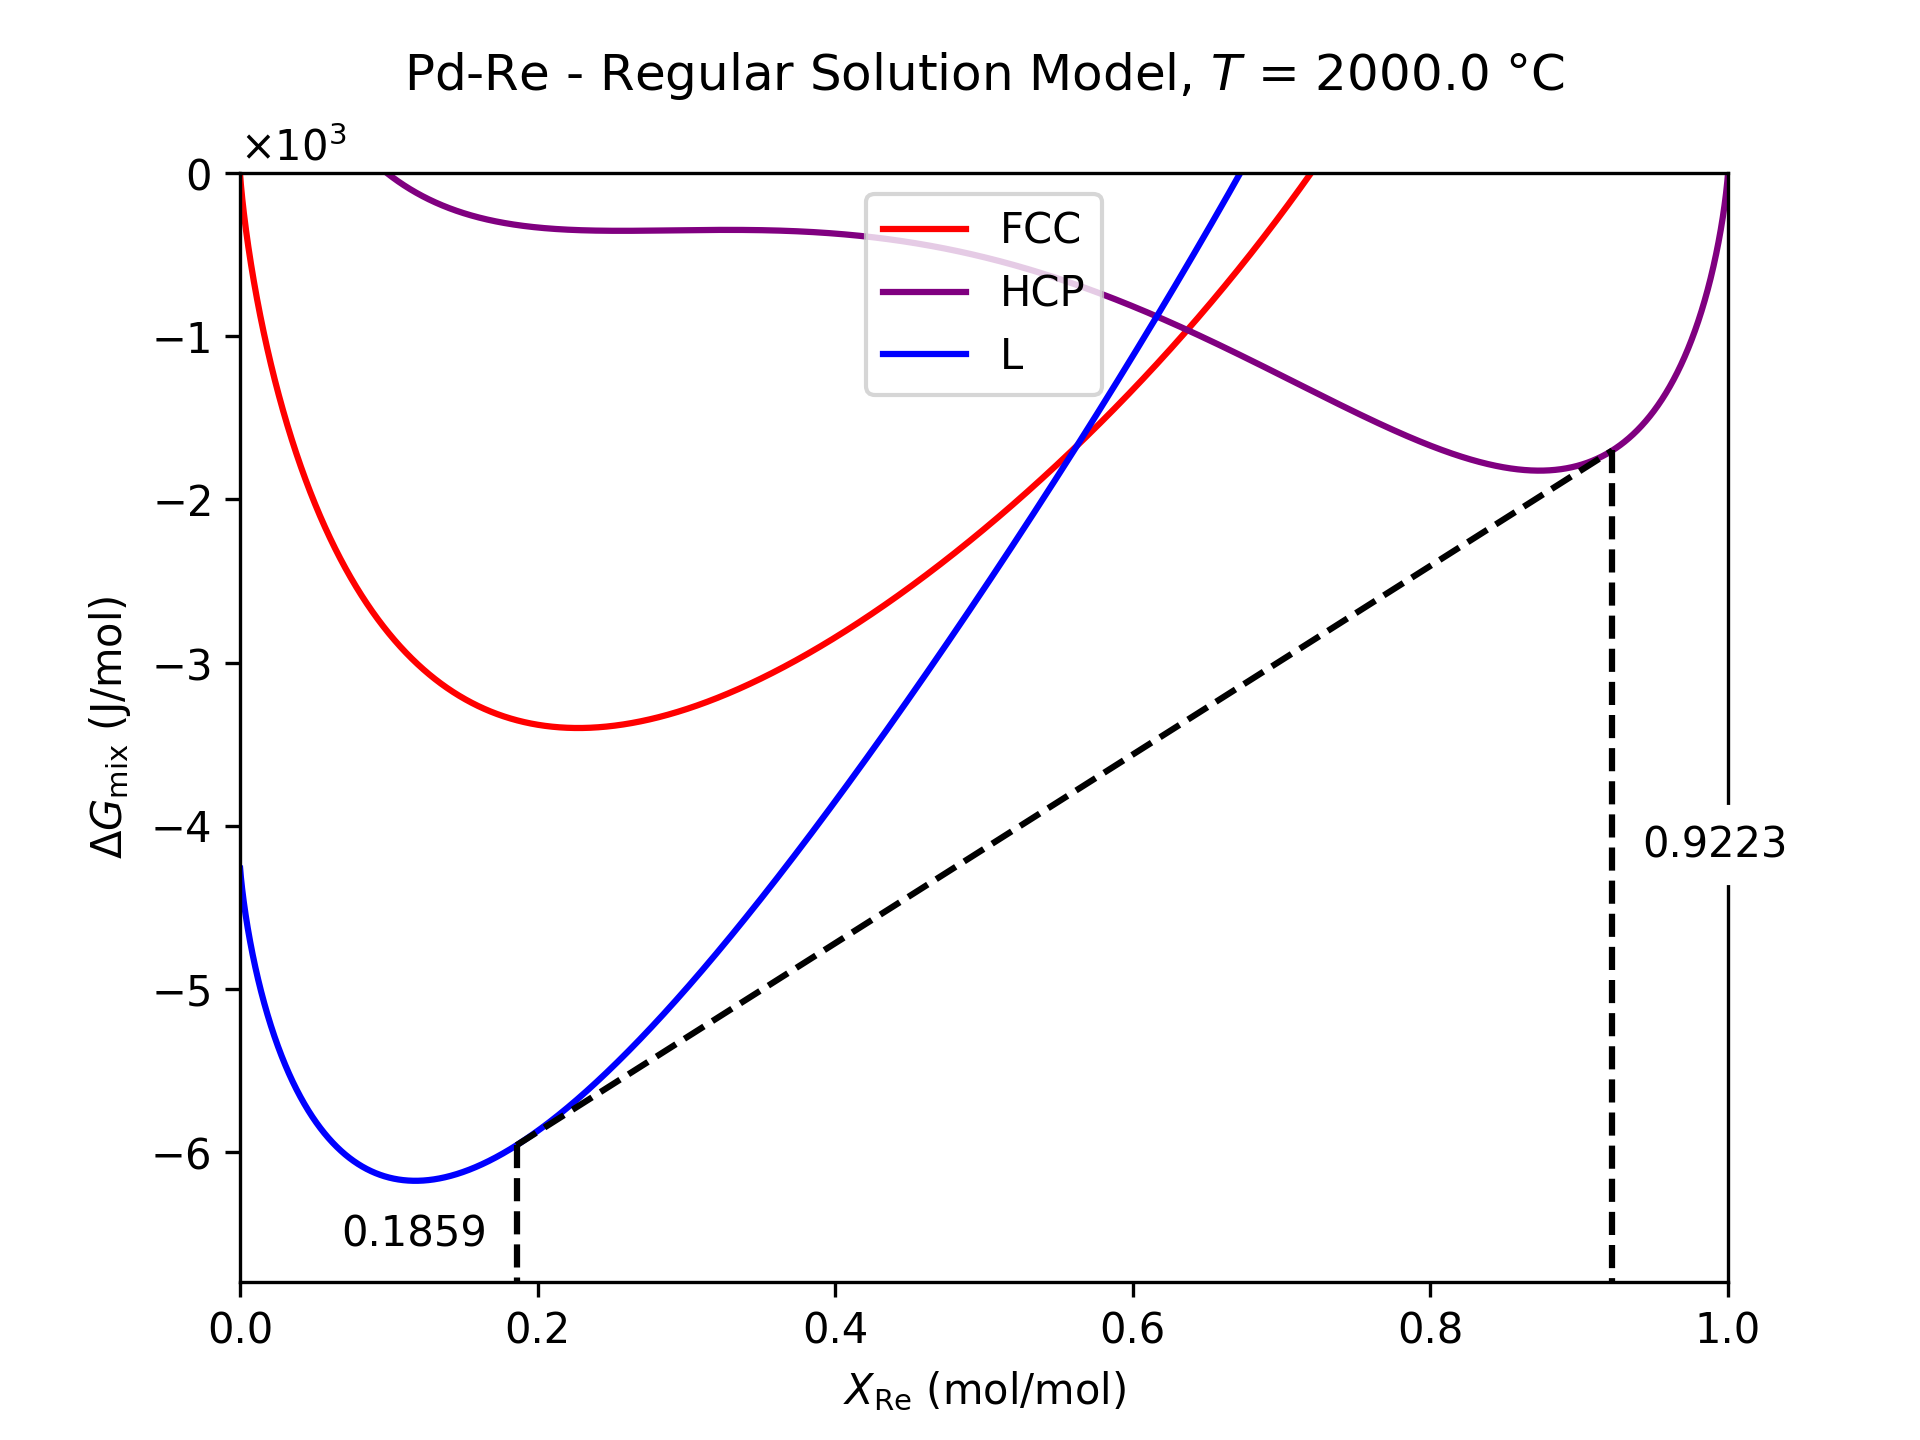 Pd-Re - Regular Solution Model, T = 2000.0 °C
×10³
0
−1
−2
−3
−4
−5
−6
ΔG_mix (J/mol)
FCC
HCP
L
0.9223
0.1859
0.0 0.2 0.4 0.6 0.8 1.0
X_Re (mol/mol)